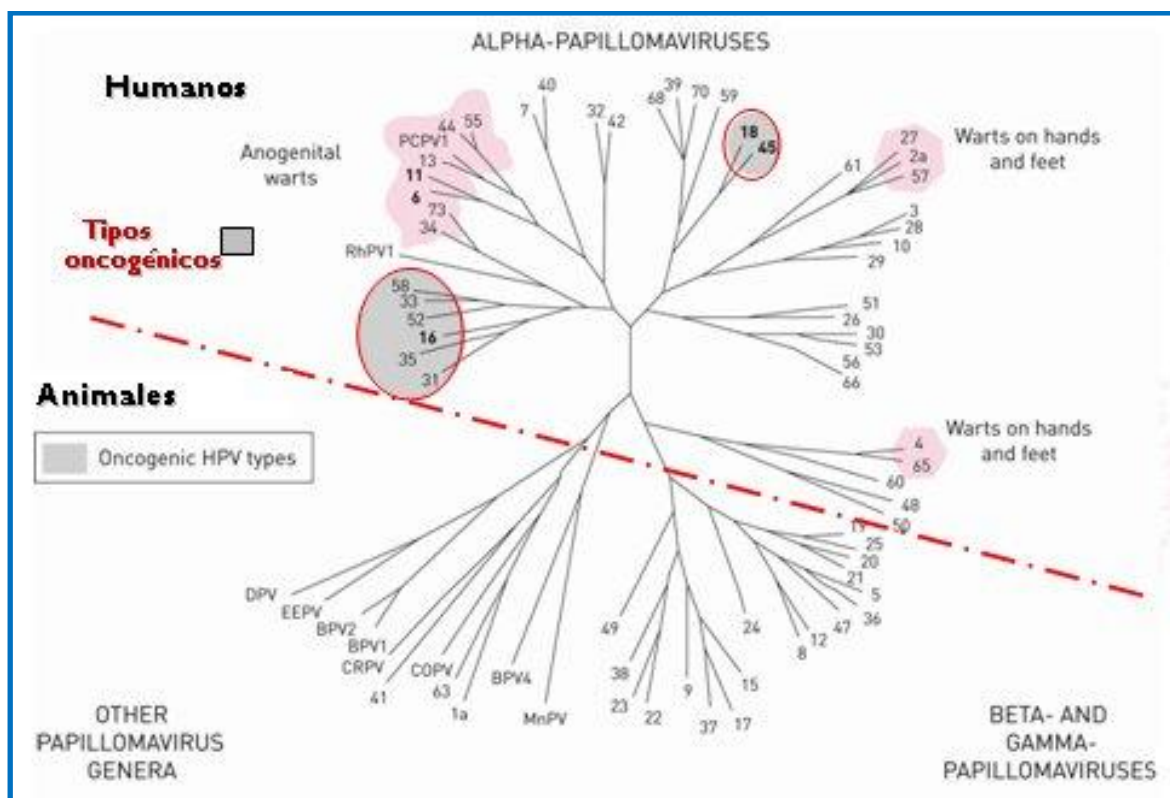 ALPHA-PAPILLOMAVIRUSES
Humanos
Anogenital
warts
Tipos
oncogénicos
PCPV1
44
55
13
11
6
73
34
RhPV1
7
40
32
42
68
39
70
59
18
45
61
27
2a
57
Warts on hands
and feet
3
28
10
29
51
26
30
53
56
66
58
33
52
16
35
31
Animales
Oncogenic HPV types
4
65
60
48
50
Warts on hands
and feet
19
25
20
21
5
36
47
12
8
24
15
17
37
9
22
23
38
49
MnPV
BPV4
1a
63
COPV
41
CRPV
BPV1
BPV2
EEPV
DPV
OTHER
PAPILLOMAVIRUS
GENERA
BETA- AND
GAMMA-
PAPILLOMAVIRUSES